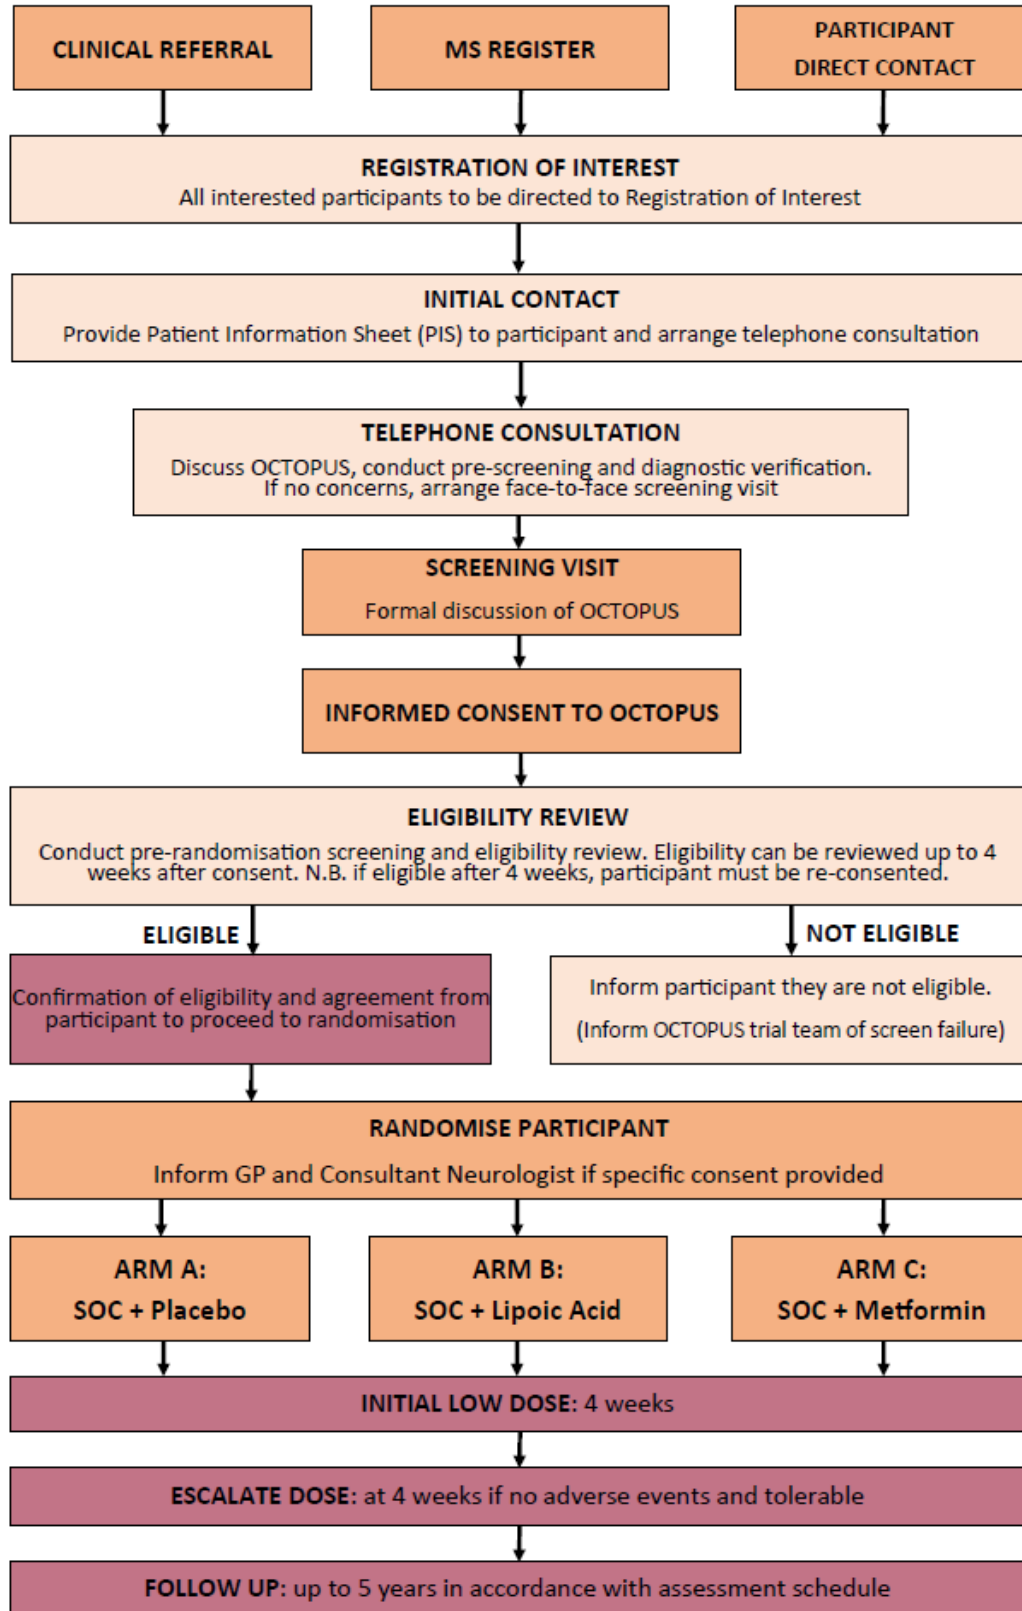 CLINICAL REFERRAL
MS REGISTER
PARTICIPANT
DIRECT CONTACT
REGISTRATION OF INTEREST
All interested participants to be directed to Registration of Interest
INITIAL CONTACT
Provide Patient Information Sheet (PIS) to participant and arrange telephone consultation
TELEPHONE CONSULTATION
Discuss OCTOPUS, conduct pre-screening and diagnostic verification.
If no concerns, arrange face-to-face screening visit
SCREENING VISIT
Formal discussion of OCTOPUS
INFORMED CONSENT TO OCTOPUS
ELIGIBILITY REVIEW
Conduct pre-randomisation screening and eligibility review. Eligibility can be reviewed up to 4
weeks after consent. N.B. if eligible after 4 weeks, participant must be re-consented.
ELIGIBLE
NOT ELIGIBLE
Confirmation of eligibility and agreement from
participant to proceed to randomisation
Inform participant they are not eligible.
(Inform OCTOPUS trial team of screen failure)
RANDOMISE PARTICIPANT
Inform GP and Consultant Neurologist if specific consent provided
ARM A:
SOC + Placebo
ARM B:
SOC + Lipoic Acid
ARM C:
SOC + Metformin
INITIAL LOW DOSE: 4 weeks
ESCALATE DOSE: at 4 weeks if no adverse events and tolerable
FOLLOW UP: up to 5 years in accordance with assessment schedule